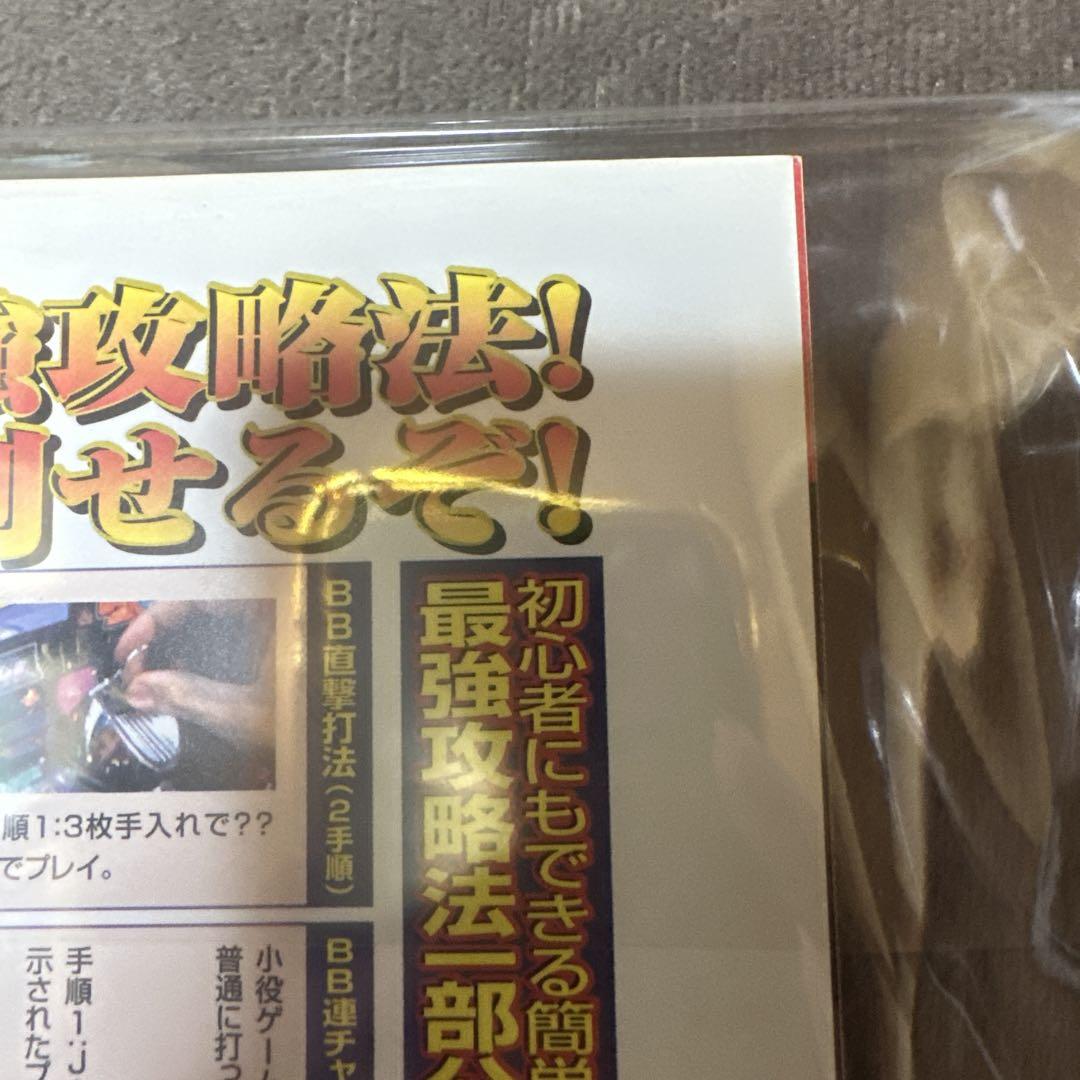 強攻略法!
せるぞ!
初心者にもできる簡単
最強攻略法一部
BB直撃打法(2手順)
順1:3枚手入れで??
でプレイ。
BB連チャ
小役ゲー
普通に打っ
手順1:J
示された